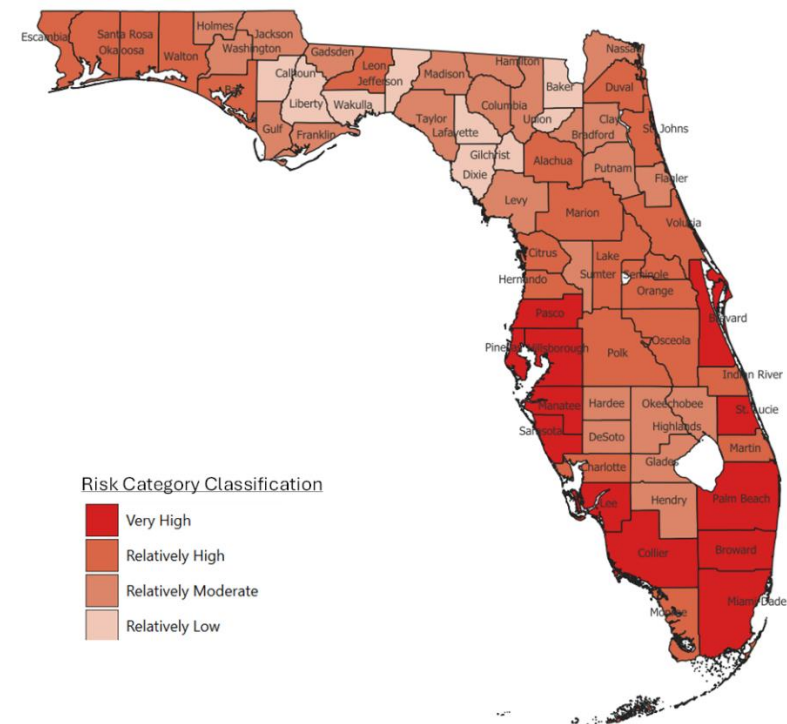 Escambia
Santa Rosa
Okaloosa
Walton
Holmes
Jackson
Washington
Bay
Calhoun
Gulf
Liberty
Franklin
Gadsden
Leon
Wakulla
Jefferson
Madison
Taylor
Hamilton
Lafayette
Columbia
Dixie
Gilchrist
Baker
Union
Bradford
Nassau
Duval
Clay
St. Johns
Alachua
Putnam
Flagler
Levy
Marion
Volusia
Citrus
Lake
Sumter
Seminole
Hernando
Orange
Pasco
Brevard
Hillsborough
Osceola
Polk
Indian River
Manatee
Hardee
Okeechobee
St. Lucie
Sarasota
DeSoto
Highlands
Martin
Charlotte
Glades
Lee
Hendry
Palm Beach
Collier
Broward
Monroe
Miami-Dade
Risk Category Classification
Very High
Relatively High
Relatively Moderate
Relatively Low